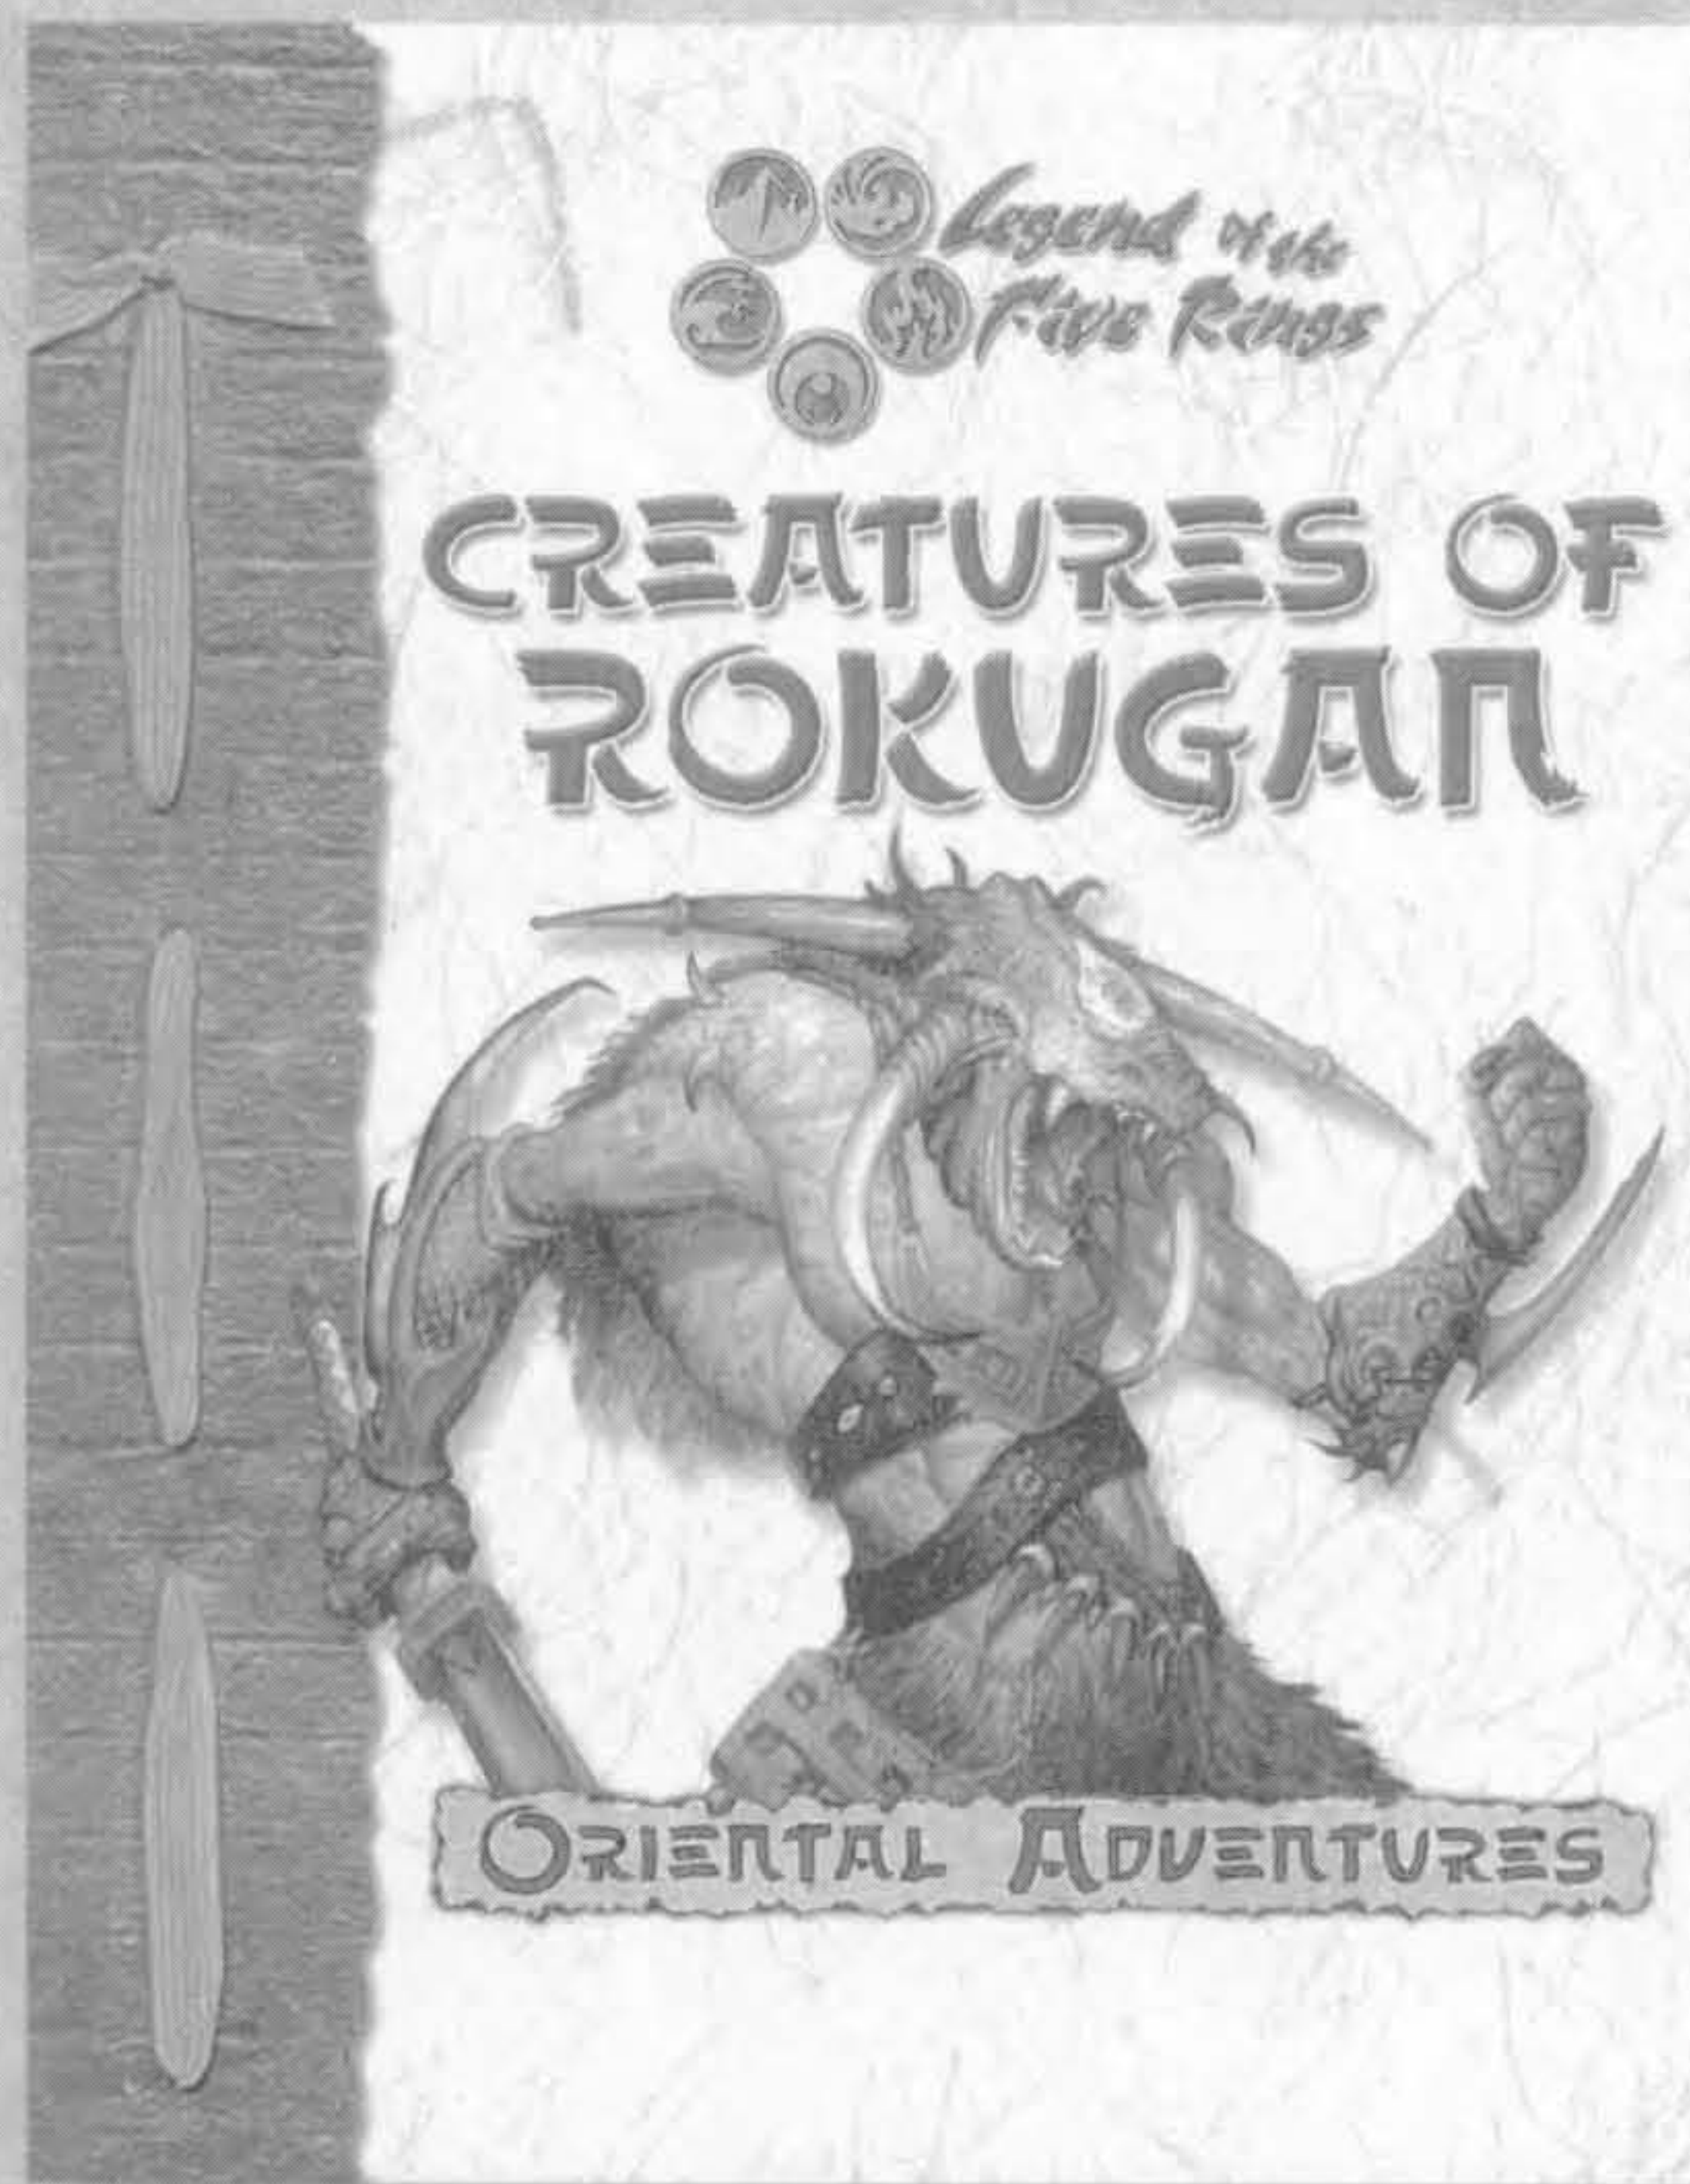 Legend of the
Five Rings
CREATURES OF
ROKUGAN
ORIENTAL ADVENTURES